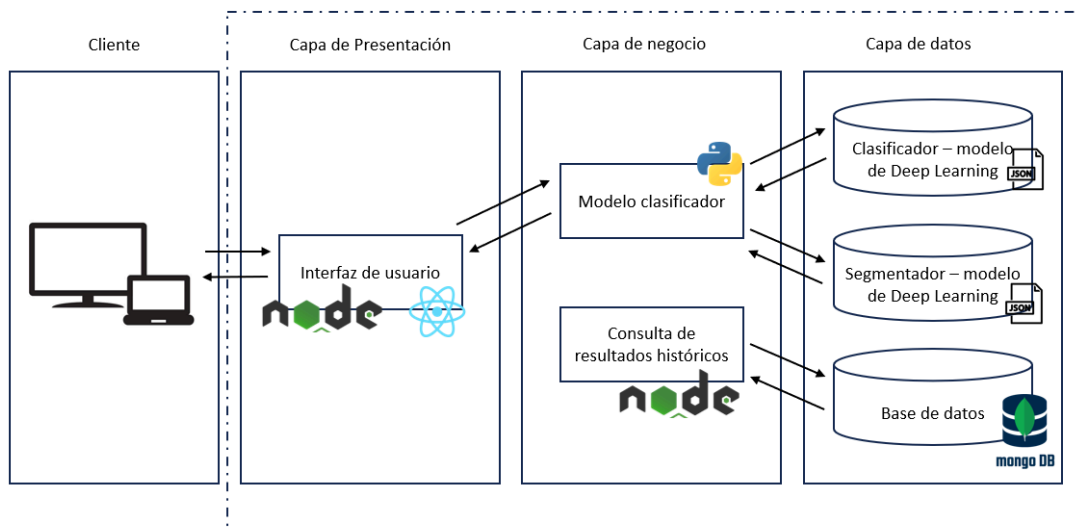 Cliente
Capa de Presentación
Capa de negocio
Capa de datos
Interfaz de usuario
node
Modelo clasificador
Consulta de
resultados históricos
node
Clasificador – modelo
de Deep Learning
JSON
Segmentador – modelo
de Deep Learning
JSON
Base de datos
mongo DB